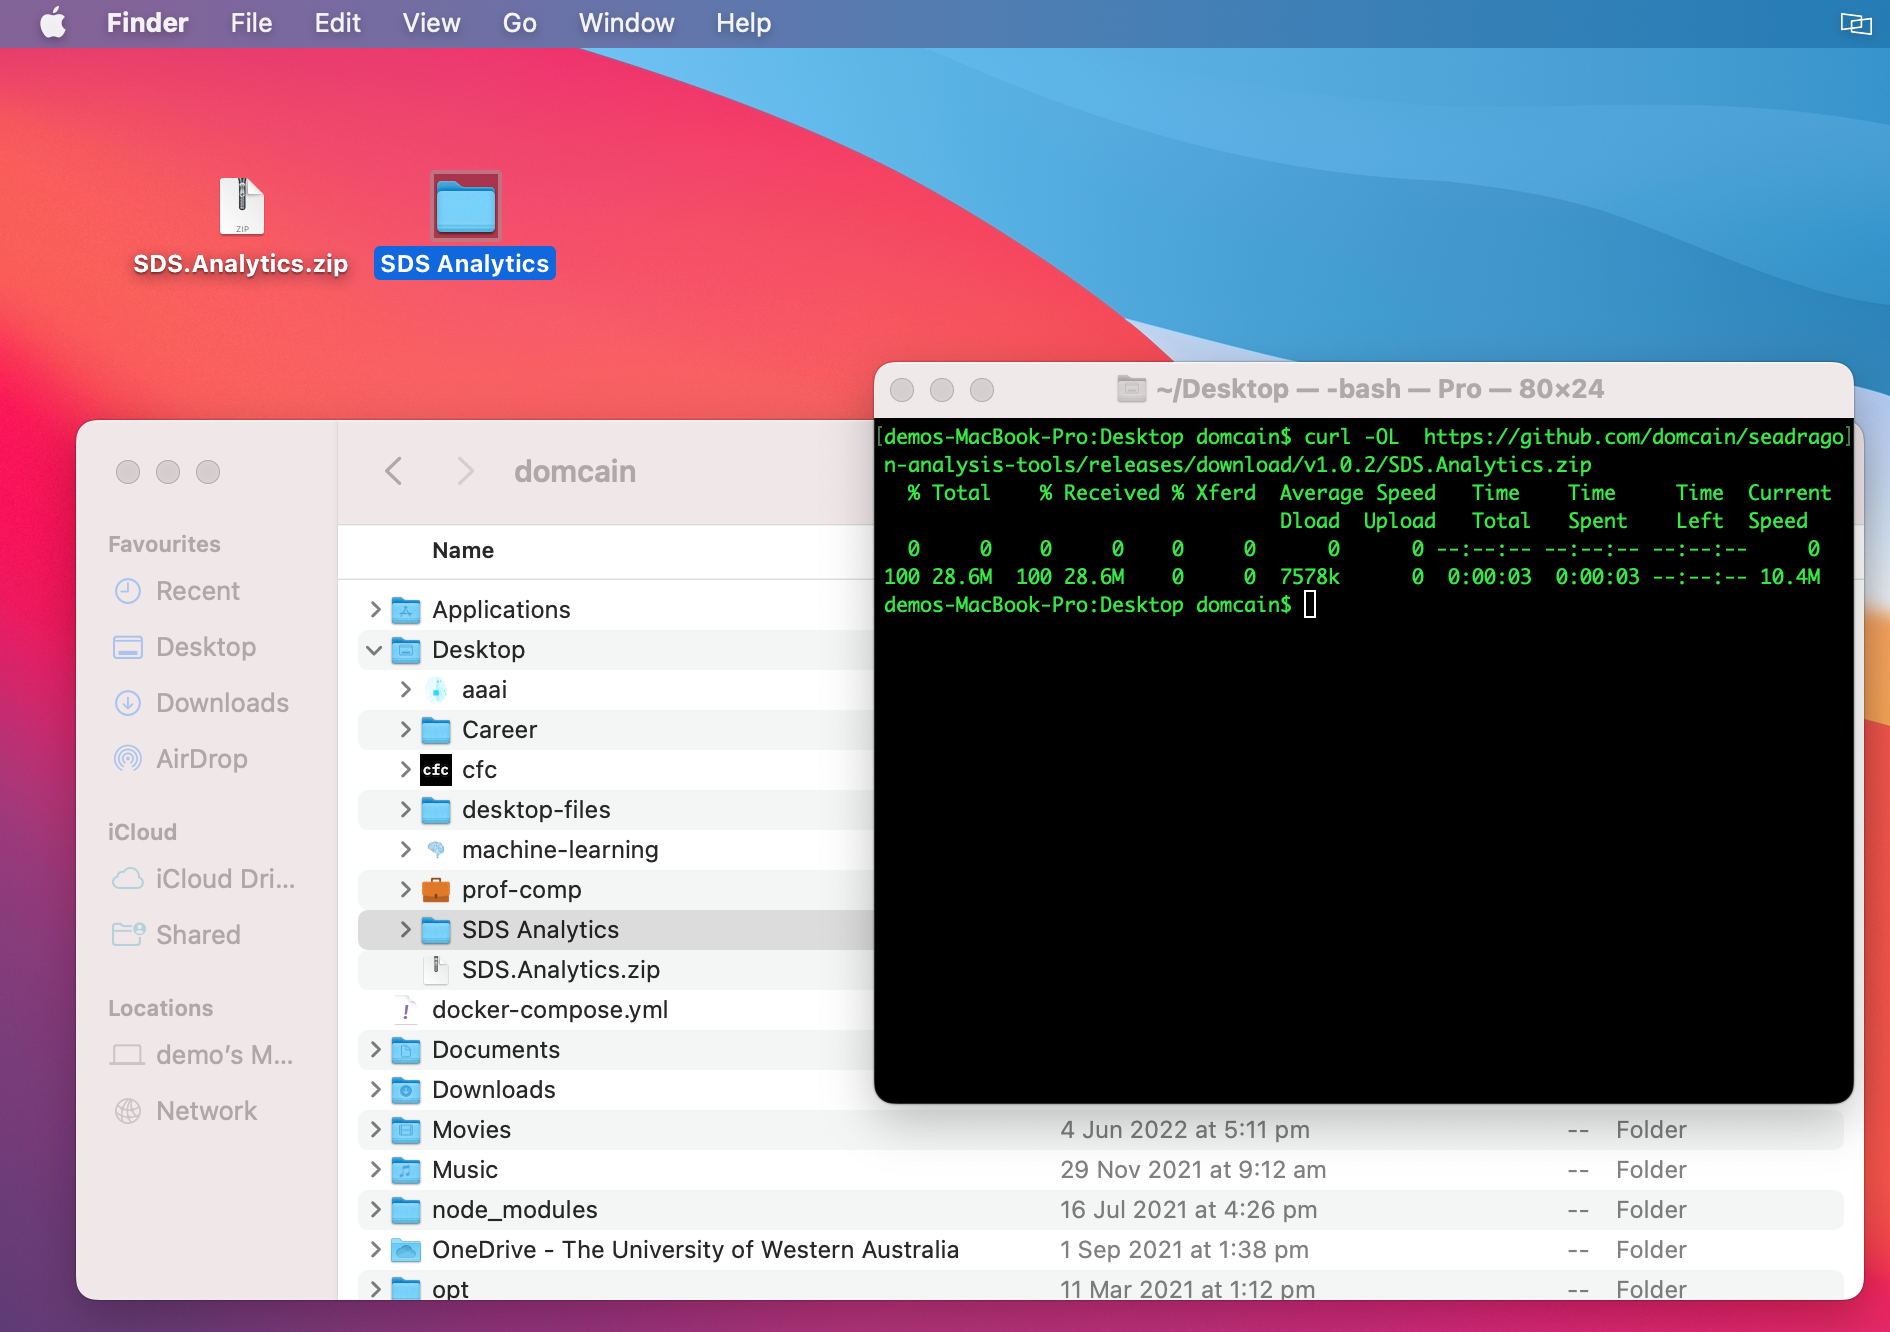 Finder File Edit View Go Window Help
ZIP
SDS.Analytics.zip SDS Analytics
~/Desktop — -bash — Pro — 80×24
[demos-MacBook-Pro:Desktop domcain$ curl -OL  https://github.com/domcain/seadrago]
n-analysis-tools/releases/download/v1.0.2/SDS.Analytics.zip
% Total % Received % Xferd Average Speed Time Time Time Current
Dload Upload Total Spent Left Speed
0 0 0 0 0 0 0 0 --:--:-- --:--:-- --:--:-- 0
100 28.6M 100 28.6M 0 0 7578k 0 0:00:03 0:00:03 --:--:-- 10.4M
demos-MacBook-Pro:Desktop domcain$
domcain
Favourites
Recent
Desktop
Downloads
AirDrop
iCloud
iCloud Dri...
Shared
Locations
demo's M...
Network
Name
Applications
Desktop
aaai
Career
cfc cfc
desktop-files
machine-learning
prof-comp
SDS Analytics
SDS.Analytics.zip
! docker-compose.yml
Documents
Downloads
Movies 4 Jun 2022 at 5:11 pm -- Folder
Music 29 Nov 2021 at 9:12 am -- Folder
node_modules 16 Jul 2021 at 4:26 pm -- Folder
OneDrive - The University of Western Australia 1 Sep 2021 at 1:38 pm -- Folder
opt 11 Mar 2021 at 1:12 pm -- Folder